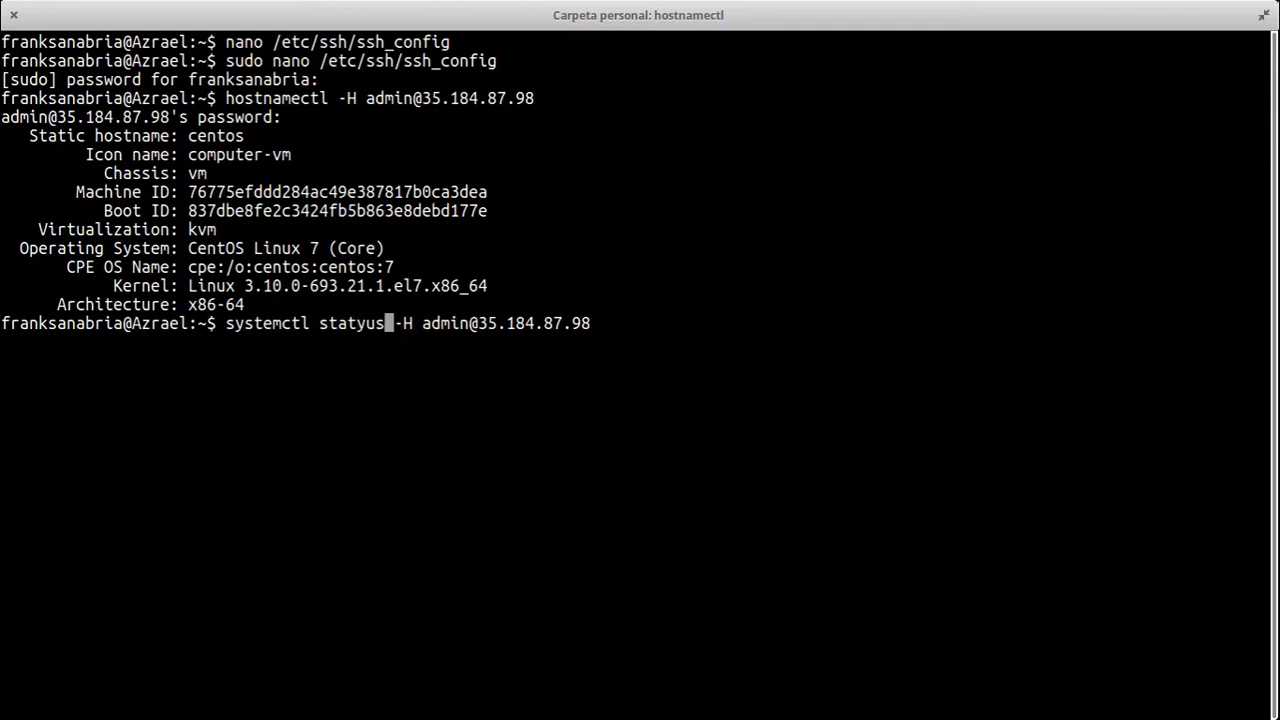 Carpeta personal: hostnamectl
franksanabria@Azrael:~$ nano /etc/ssh/ssh_config
franksanabria@Azrael:~$ sudo nano /etc/ssh/ssh_config
[sudo] password for franksanabria:
franksanabria@Azrael:~$ hostnamectl -H admin@35.184.87.98
admin@35.184.87.98's password:
Static hostname: centos
Icon name: computer-vm
Chassis: vm
Machine ID: 76775efddd284ac49e387817b0ca3dea
Boot ID: 837dbe8fe2c3424fb5b863e8debd177e
Virtualization: kvm
Operating System: CentOS Linux 7 (Core)
CPE OS Name: cpe:/o:centos:centos:7
Kernel: Linux 3.10.0-693.21.1.el7.x86_64
Architecture: x86-64
franksanabria@Azrael:~$ systemctl statyus -H admin@35.184.87.98